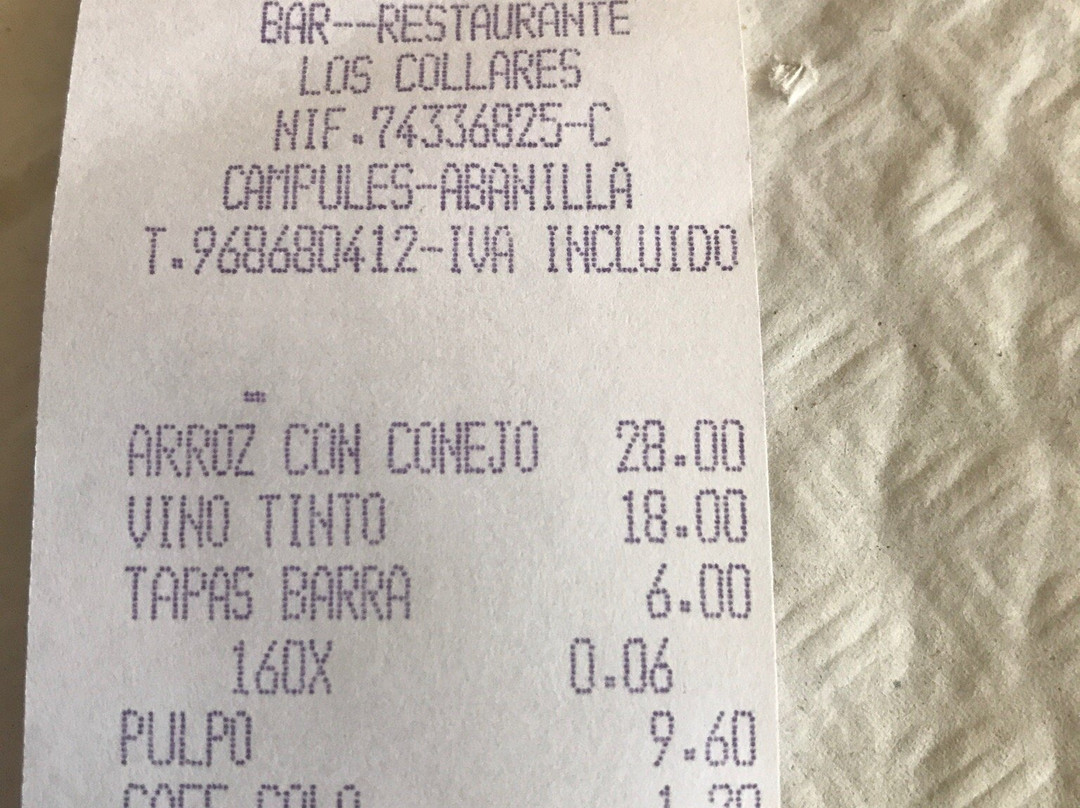 BAR--RESTAURANTE
LOS COLLARES
NIF.74336825-C
CAMPULES-ABANILLA
T.968680412-IVA INCLUIDO
=
ARROZ CON CONEJO 28.00
VINO TINTO 18.00
TAPAS BARRA 6.00
160X 0.06
PULPO 9.60